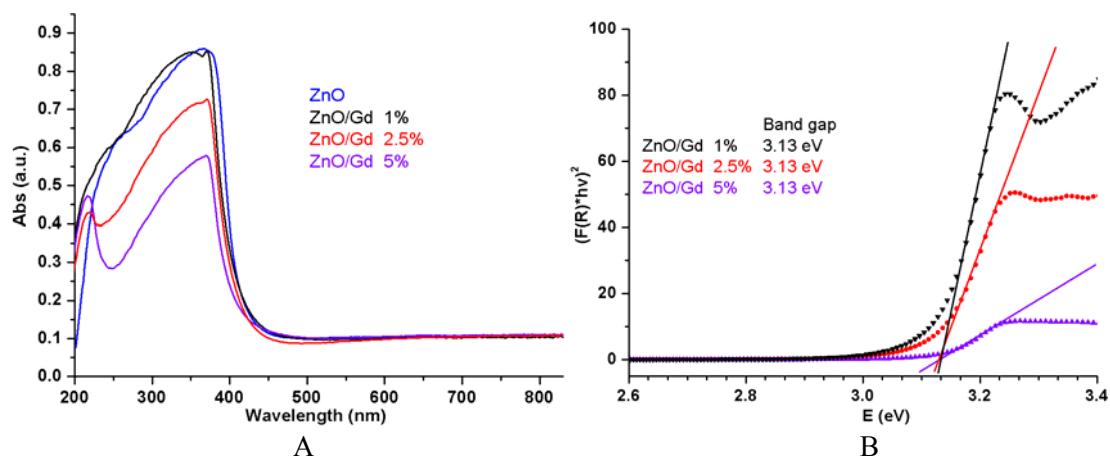 0.9
0.8
0.7
0.6
0.5
0.4
0.3
0.2
0.1
0.0
Abs (a.u.)
ZnO
ZnO/Gd 1%
ZnO/Gd 2.5%
ZnO/Gd 5%
200 300 400 500 600 700 800
Wavelength (nm)
A
100
80
60
40
20
0
(F(R)*hν)²
Band gap
ZnO/Gd 1% 3.13 eV
ZnO/Gd 2.5% 3.13 eV
ZnO/Gd 5% 3.13 eV
2.6 2.8 3.0 3.2 3.4
E (eV)
B